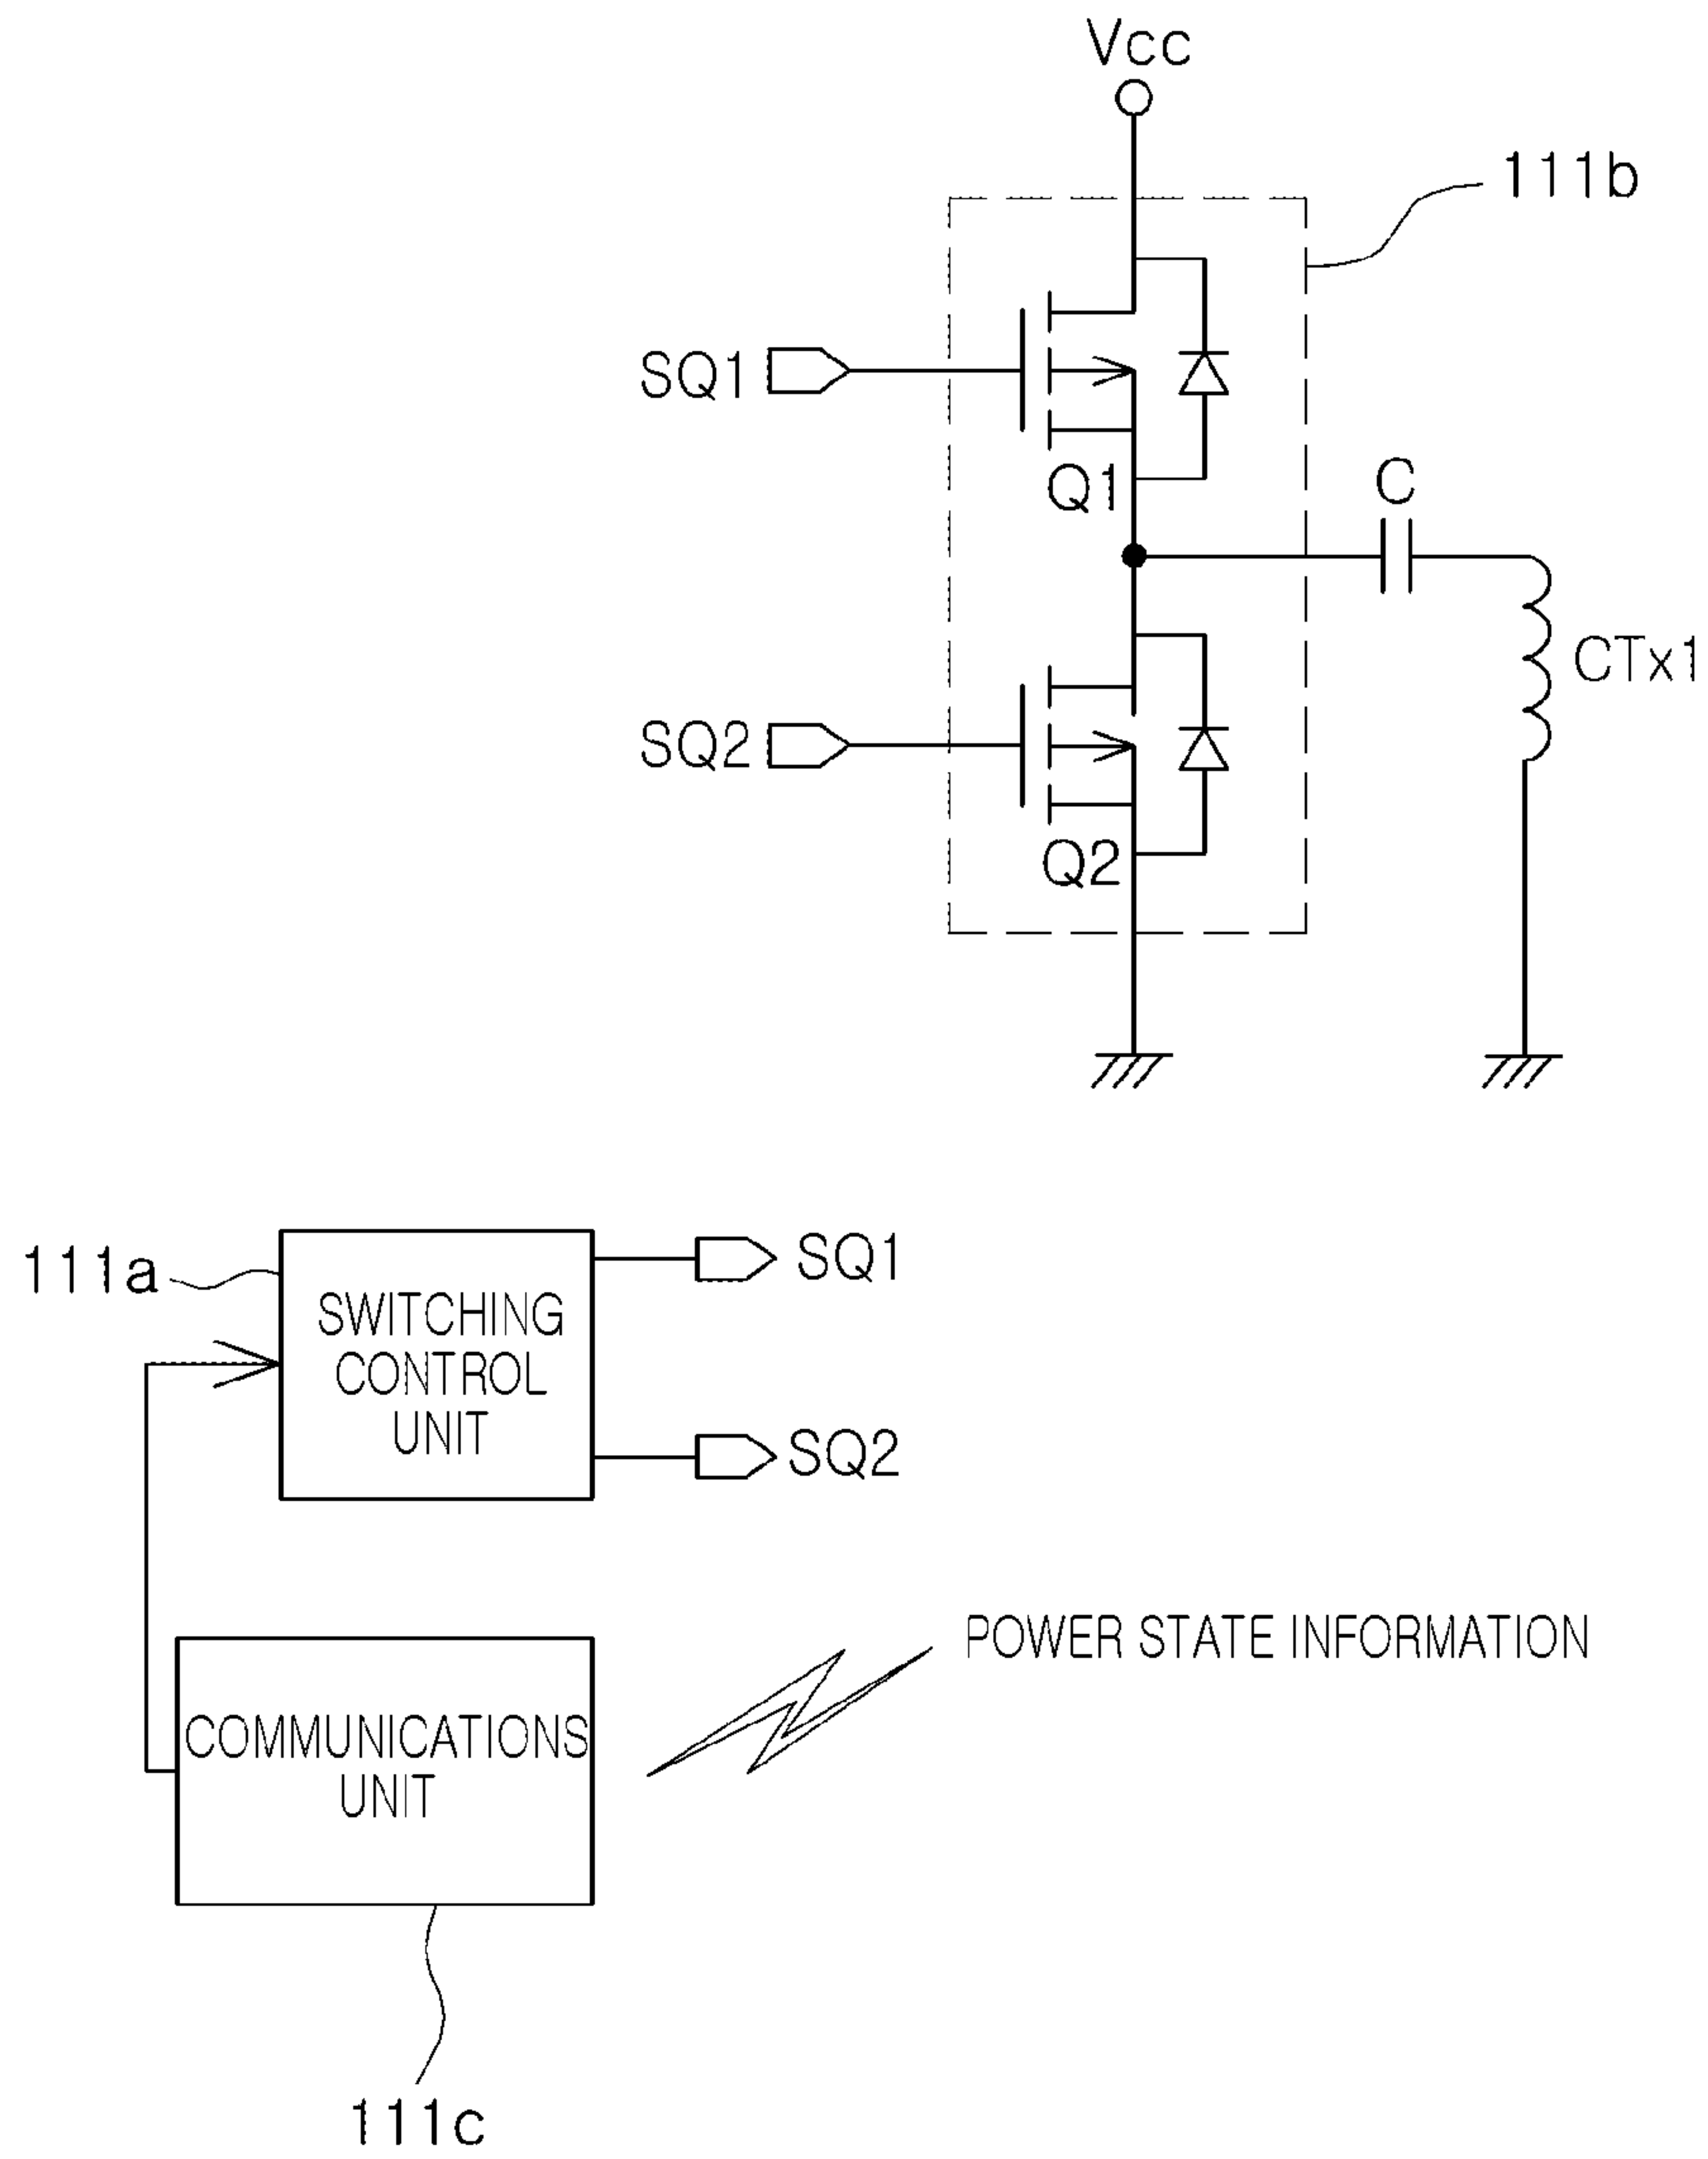 Vcc
111b
SQ1
Q1
C
CTx1
SQ2
Q2
111a
SWITCHING
CONTROL
UNIT
SQ1
SQ2
POWER STATE INFORMATION
COMMUNICATIONS
UNIT
111c